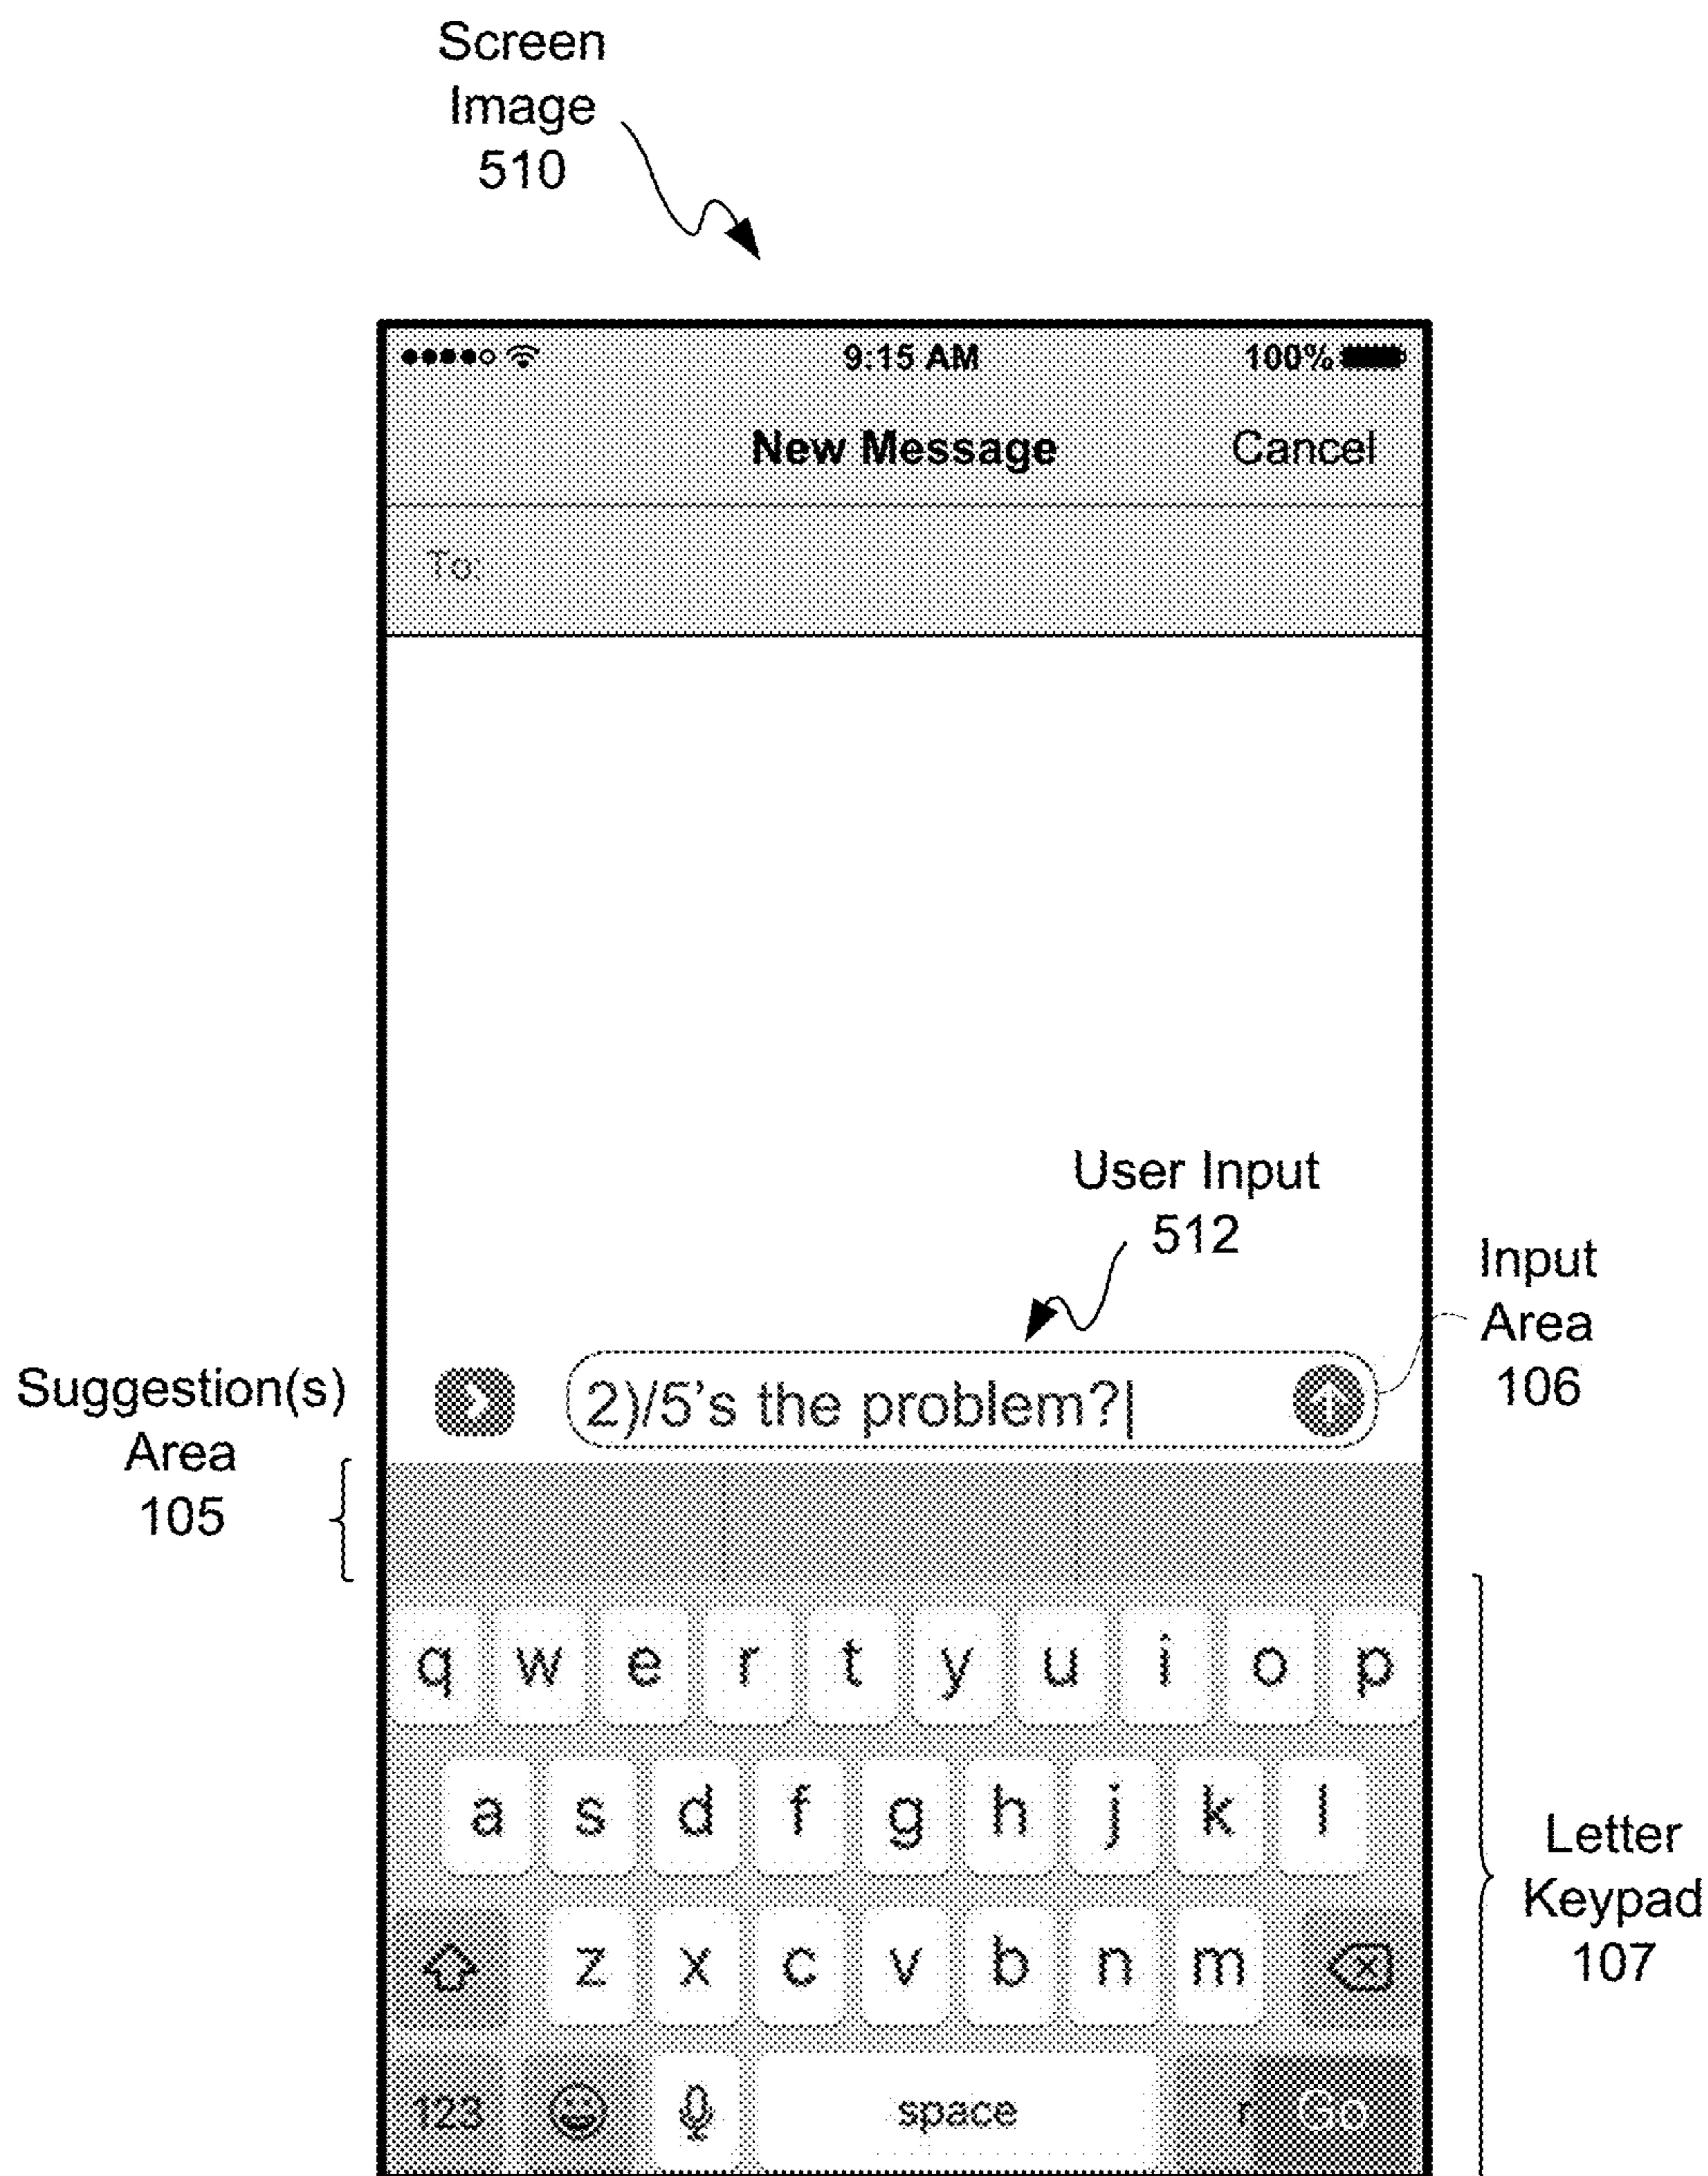 Screen
Image
510
9:15 AM 100%
New Message Cancel
To:
User Input
512
Input
Area
106
Suggestion(s)
Area
105
2)/5's the problem?
q w e r t y u i o p
a s d f g h j k l
z x c v b n m
123 space r Go
Letter
Keypad
107